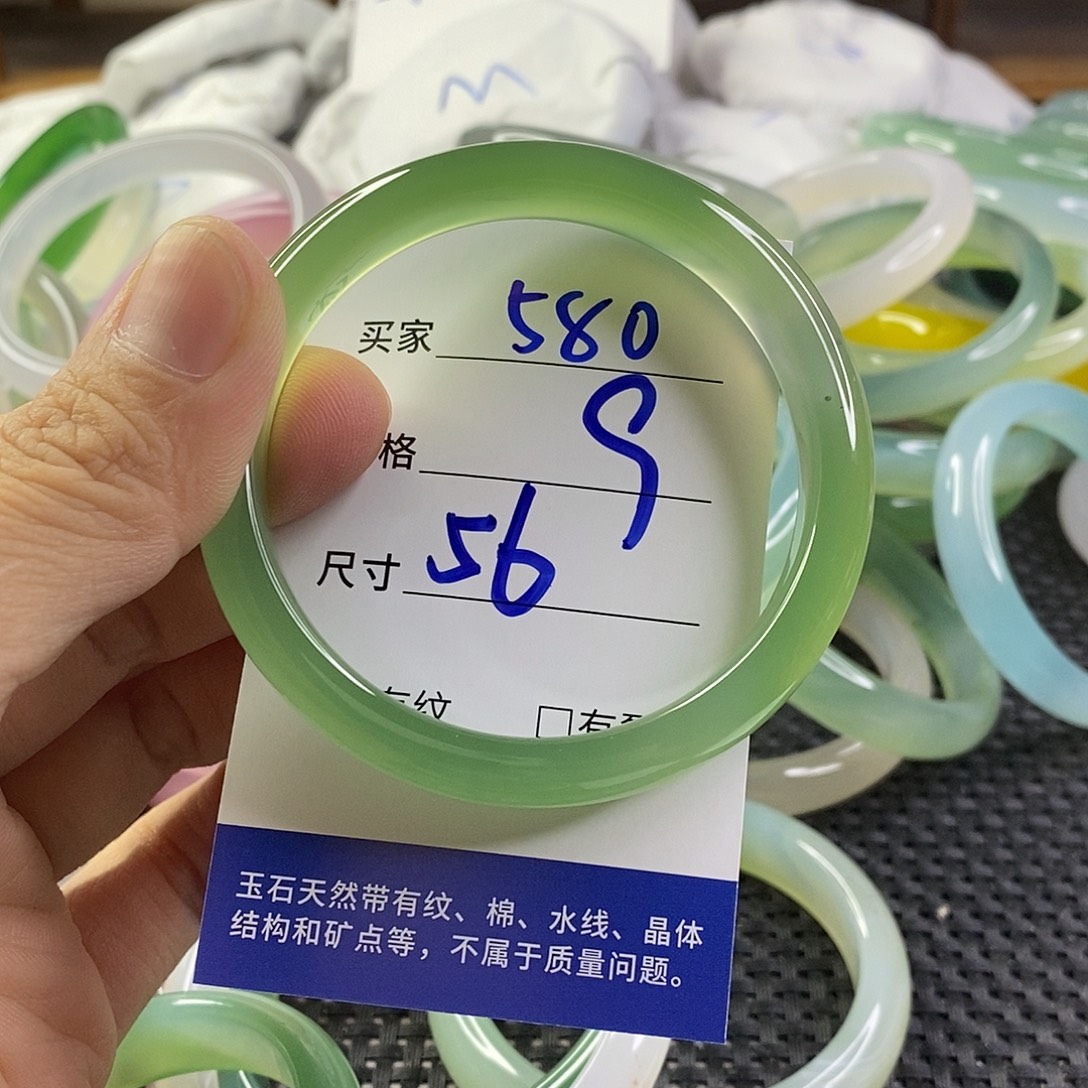 买家 580
格 9
尺寸 56
有纹 □有
玉石天然带有纹、棉、水线、晶体
结构和矿点等，不属于质量问题。